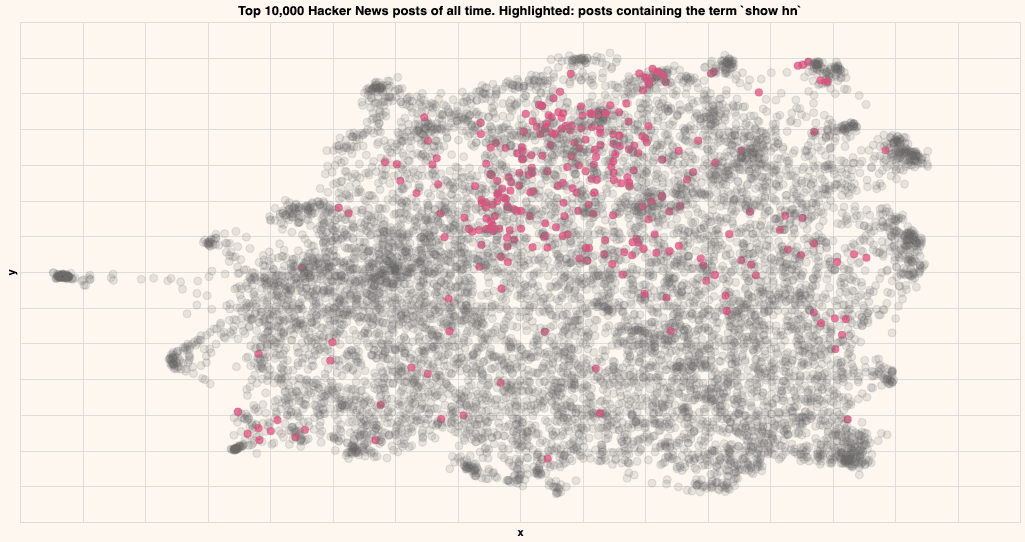 Top 10,000 Hacker News posts of all time. Highlighted: posts containing the term `show hn`
y
x